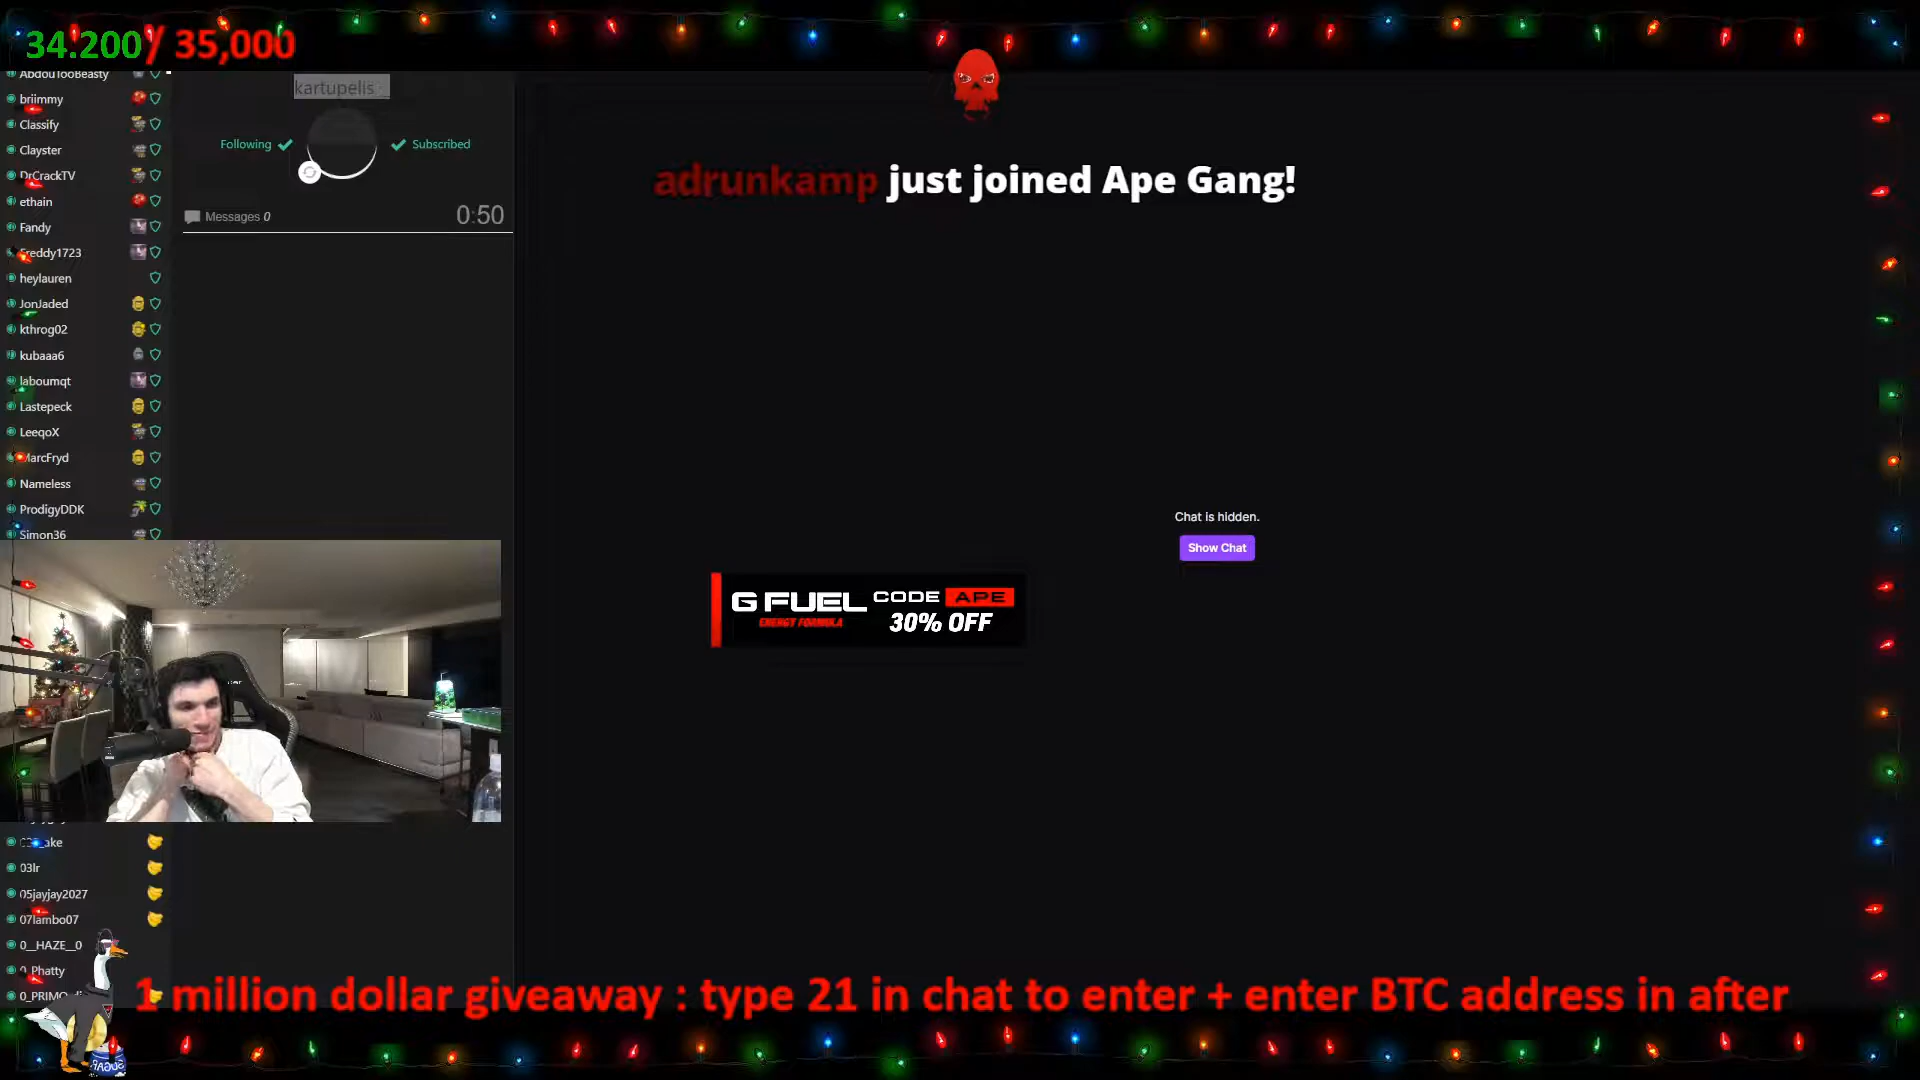 34.200/ 35,000
AbdouTooBeasty
briimmy
Classify
Clayster
DrCrackTV
ethain
Fandy
Freddy1723
heylauren
JonJaded
kthrog02
kubaaa6
laboumqt
Lastepeck
LeeqoX
MarcFryd
Nameless
ProdigyDDK
Simon36
kartupelis
Following
Subscribed
Messages 0
0:50
adrunkamp just joined Ape Gang!
Chat is hidden.
Show Chat
G FUEL
ENERGY FORMULA
CODE APE
30% OFF
03lr
05jayjay2027
07lambo07
0__HAZE__0
0_Phatty
SUGAR
1 million dollar giveaway : type 21 in chat to enter + enter BTC address in after